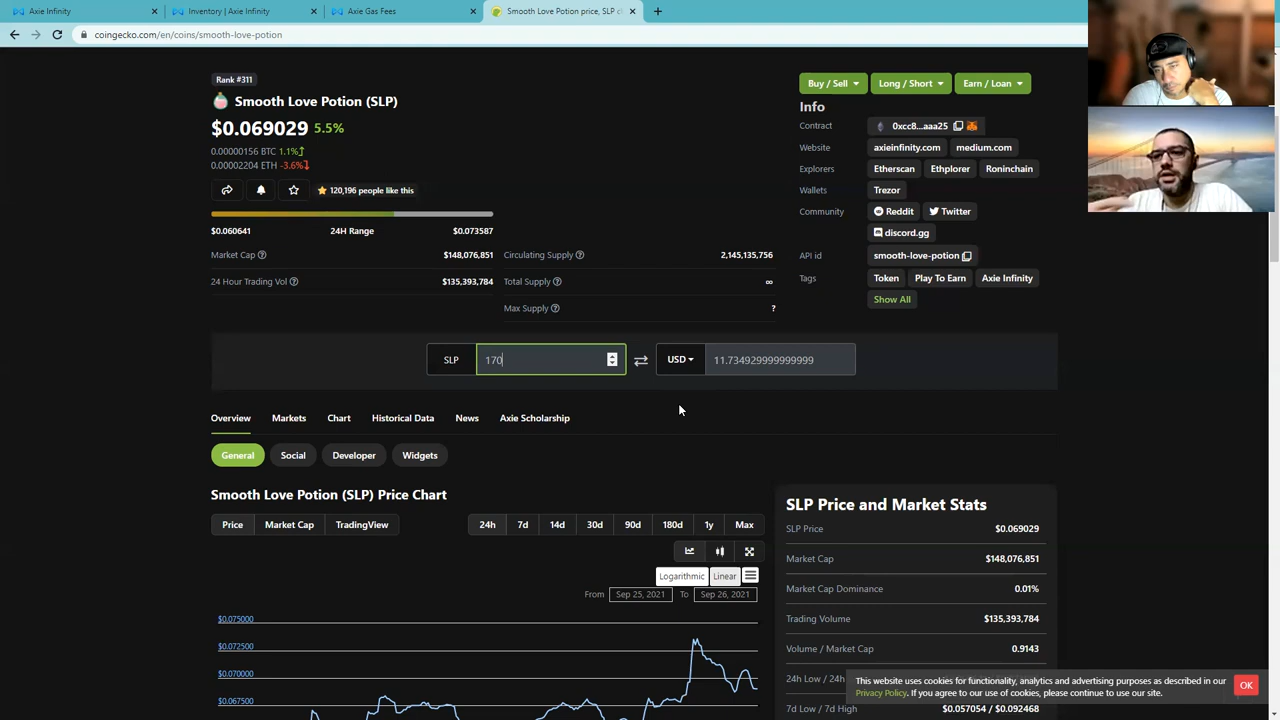 Axie Infinity
Inventory | Axie Infinity
Axie Gas Fees
Smooth Love Potion price, SLP c
coingecko.com/en/coins/smooth-love-potion
Rank #311
Smooth Love Potion (SLP)
$0.069029 5.5%
0.00000156 BTC 1.1%
0.00002204 ETH -3.6%
120,196 people like this
$0.060641 24H Range $0.073587
Market Cap $148,076,851
24 Hour Trading Vol $135,393,784
Circulating Supply 2,145,135,756
Total Supply ∞
Max Supply ?
Buy / Sell Long / Short Earn / Loan
Info
Contract 0xcc8...aaa25
Website axieinfinity.com medium.com
Explorers Etherscan Ethplorer Roninchain
Wallets Trezor
Community Reddit Twitter
discord.gg
API id smooth-love-potion
Tags Token Play To Earn Axie Infinity
Show All
SLP 170 USD 11.734929999999999
Overview Markets Chart Historical Data News Axie Scholarship
General Social Developer Widgets
Smooth Love Potion (SLP) Price Chart
Price Market Cap TradingView
24h 7d 14d 30d 90d 180d 1y Max
Logarithmic Linear
From Sep 25, 2021 To Sep 26, 2021
$0.075000
$0.072500
$0.070000
$0.067500
SLP Price and Market Stats
SLP Price $0.069029
Market Cap $148,076,851
Market Cap Dominance 0.01%
Trading Volume $135,393,784
Volume / Market Cap 0.9143
24h Low / 24h
7d Low / 7d High $0.057054 / $0.092468
This website uses cookies for functionality, analytics and advertising purposes as described in our
Privacy Policy. If you agree to our use of cookies, please continue to use our site.
OK